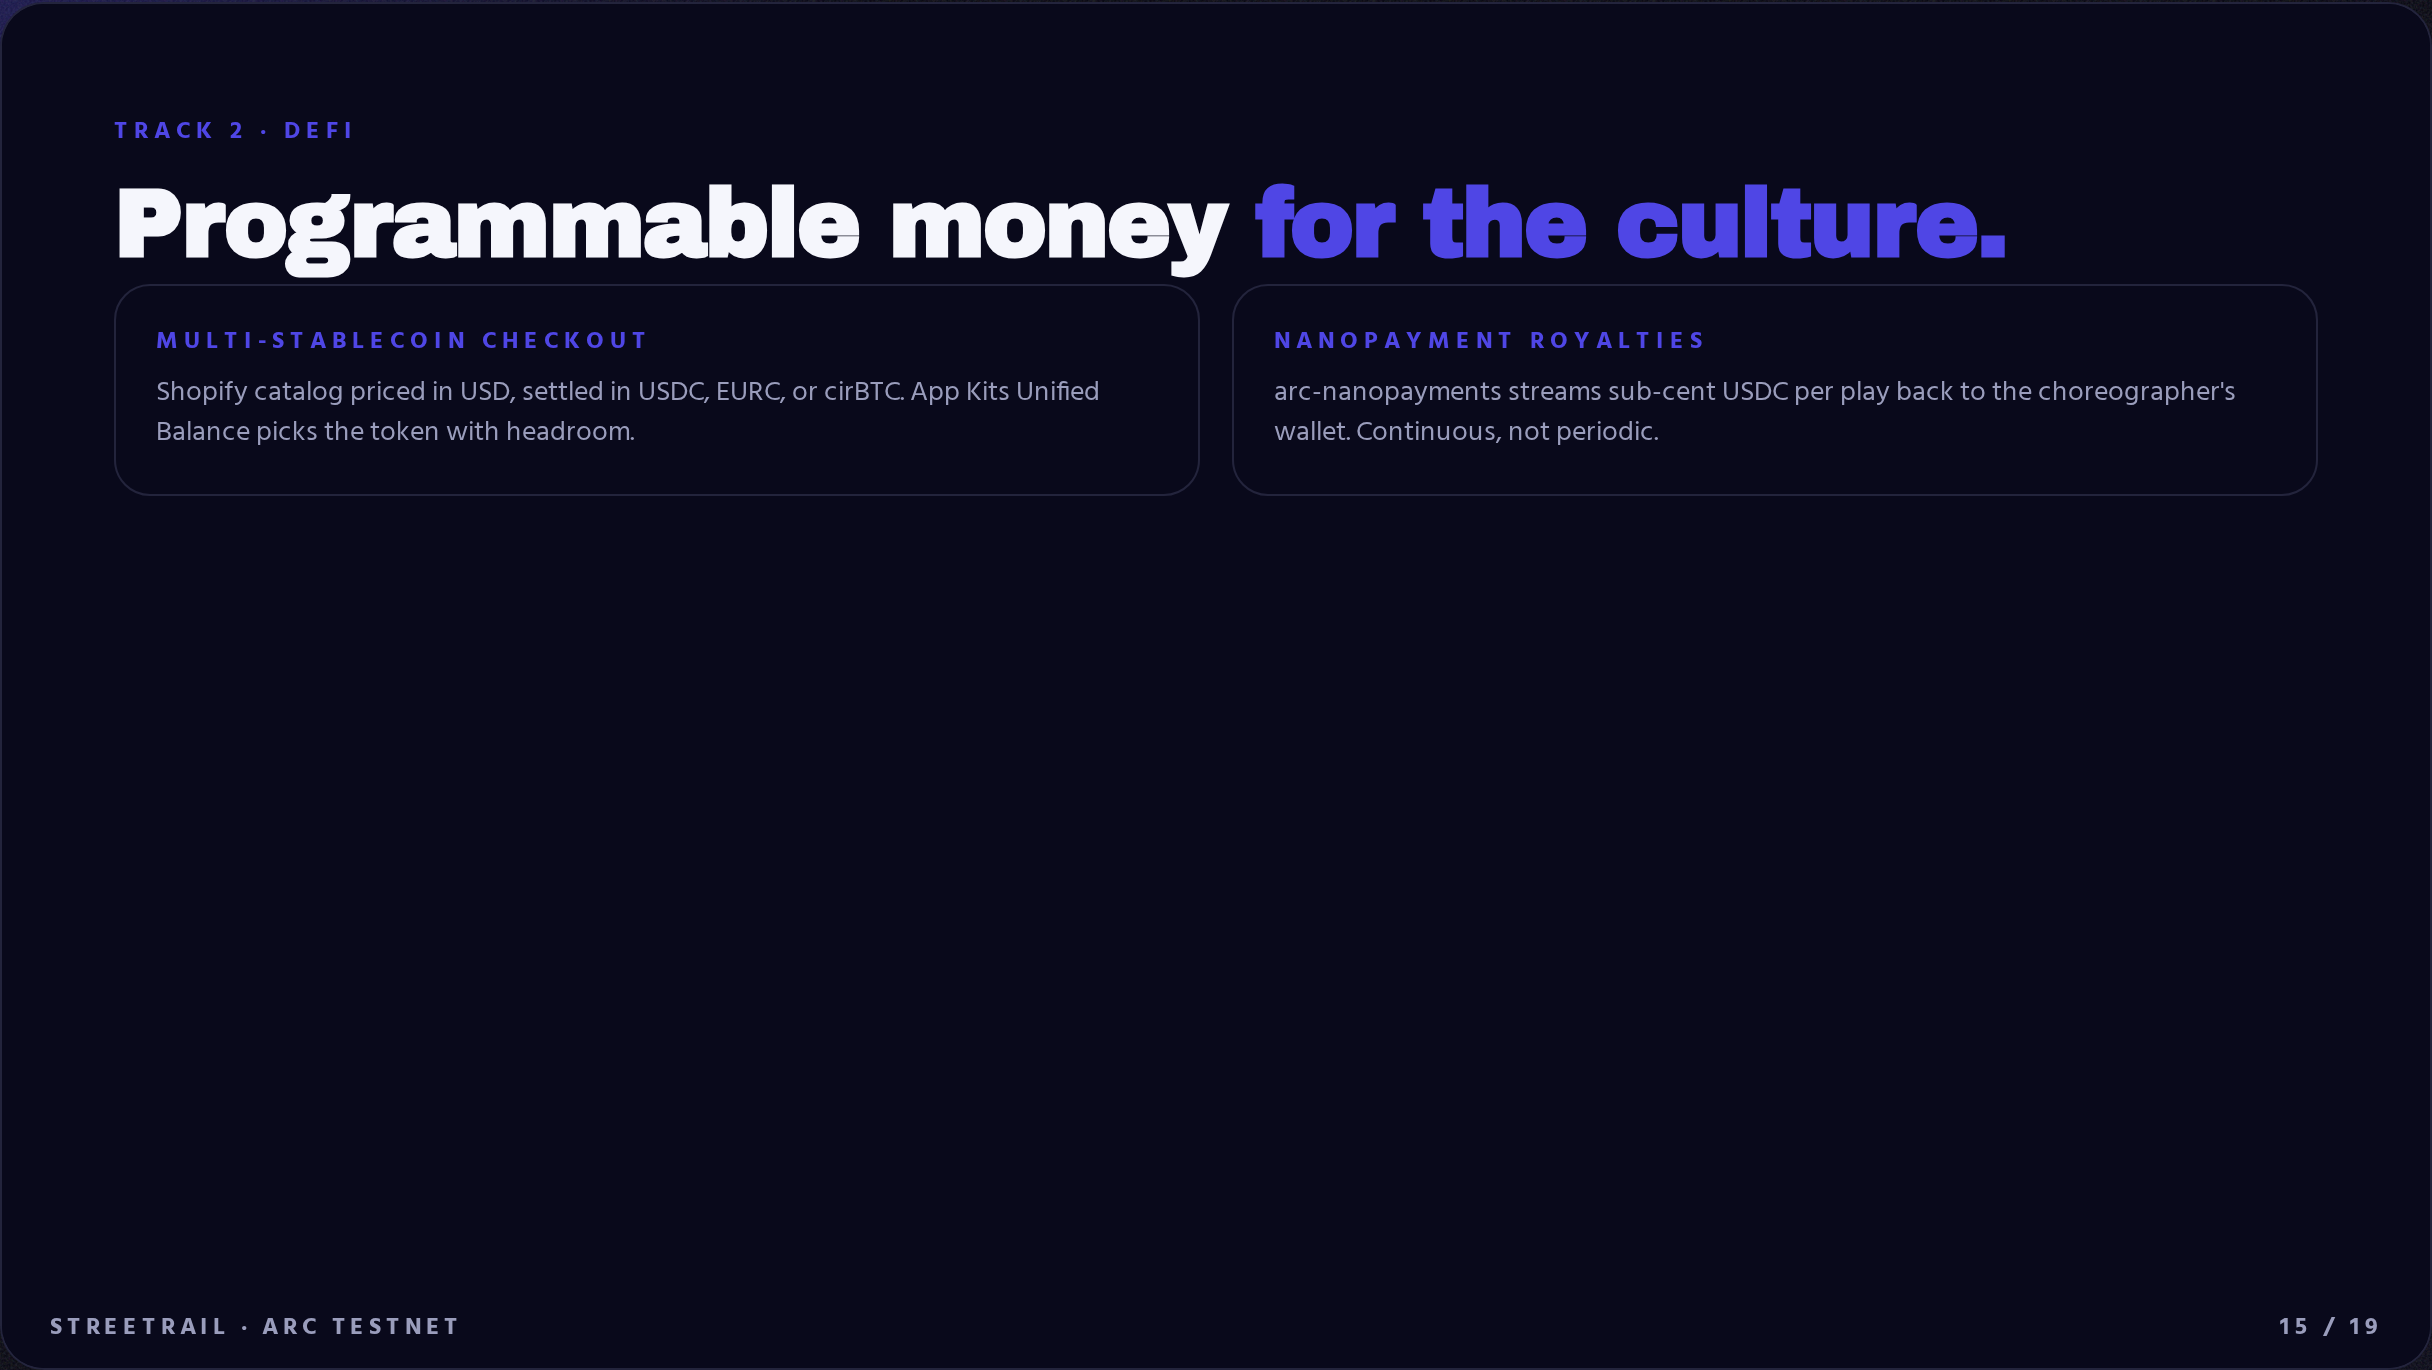 TRACK 2 · DEFI
Programmable money for the culture.
MULTI-STABLECOIN CHECKOUT
Shopify catalog priced in USD, settled in USDC, EURC, or cirBTC. App Kits Unified
Balance picks the token with headroom.
NANOPAYMENT ROYALTIES
arc-nanopayments streams sub-cent USDC per play back to the choreographer's
wallet. Continuous, not periodic.
STREETRAIL · ARC TESTNET
15 / 19